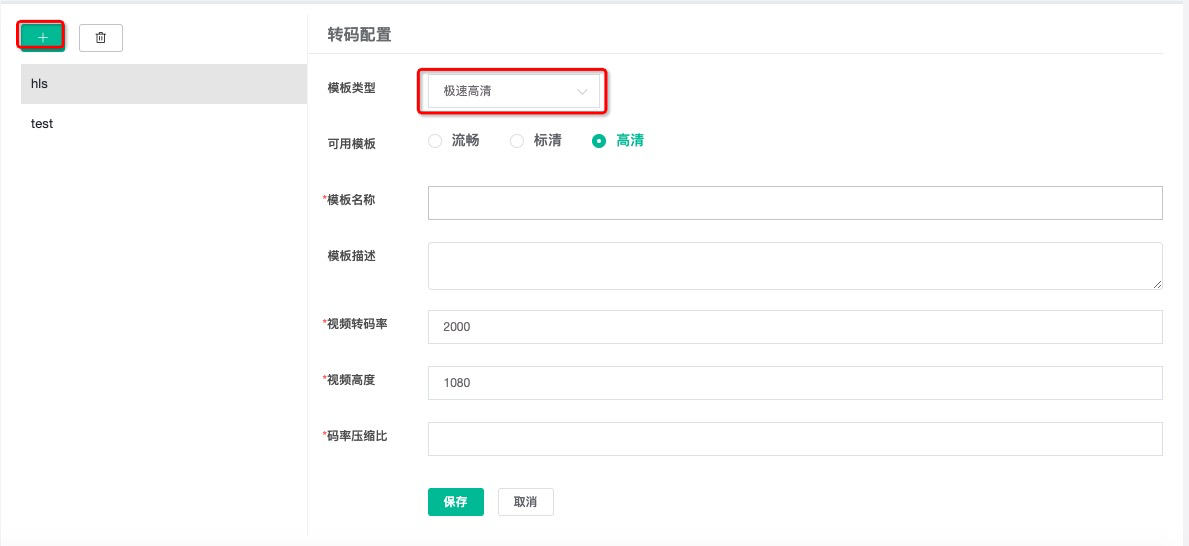 +
hls
test
转码配置
模板类型
极速高清
可用模板
流畅 标清 高清
*模板名称
模板描述
*视频转码率
2000
*视频高度
1080
*码率压缩比
保存 取消